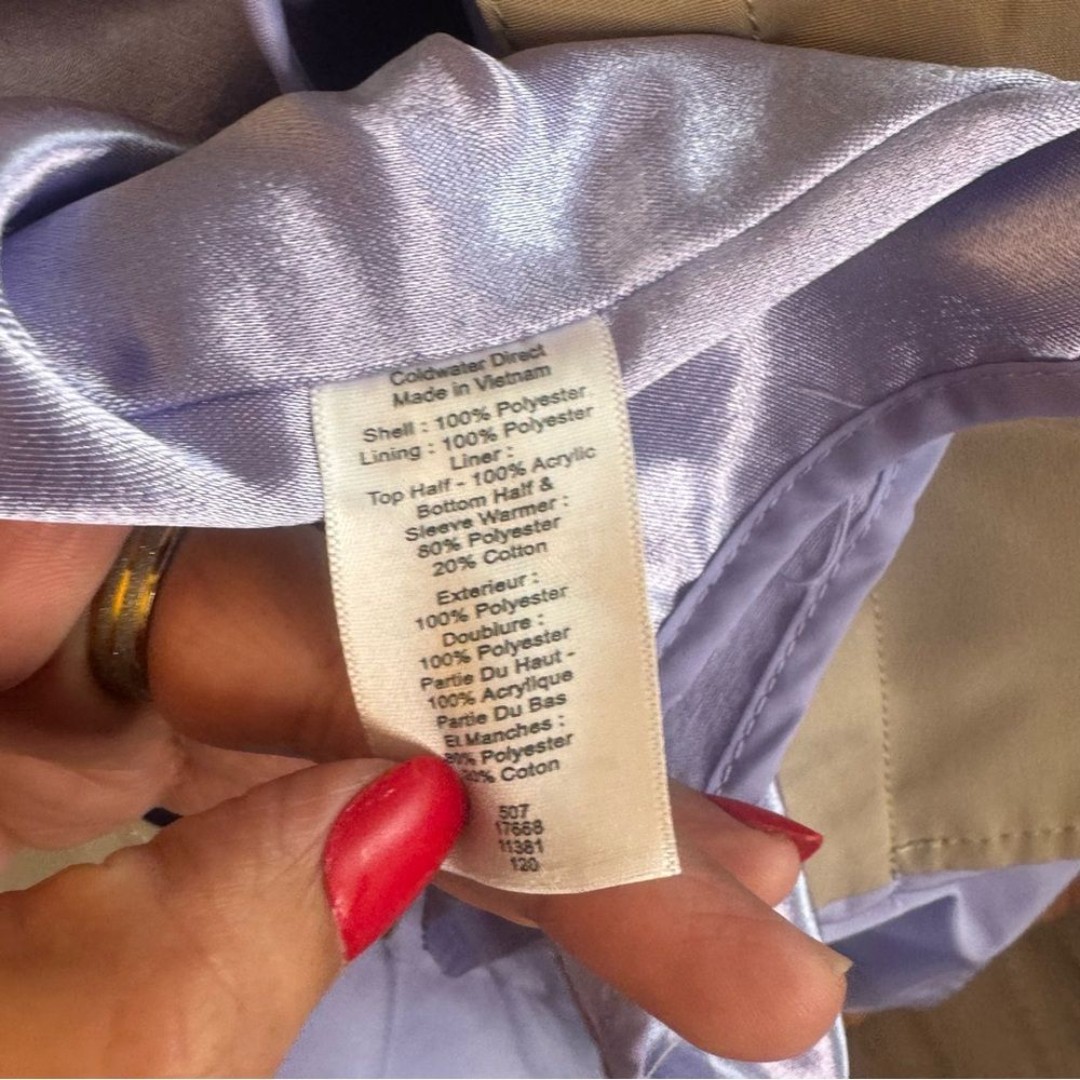 Coldwater Direct
Made in Vietnam
Shell : 100% Polyester
Lining : 100% Polyester
Liner :
Top Half - 100% Acrylic
Bottom Half &
Sleeve Warmer :
80% Polyester
20% Cotton
Exterieur :
100% Polyester
Doublure :
100% Polyester
Partie Du Haut -
100% Acrylique
Partie Du Bas
Et Manches :
80% Polyester
20% Coton
507
17668
11381
120